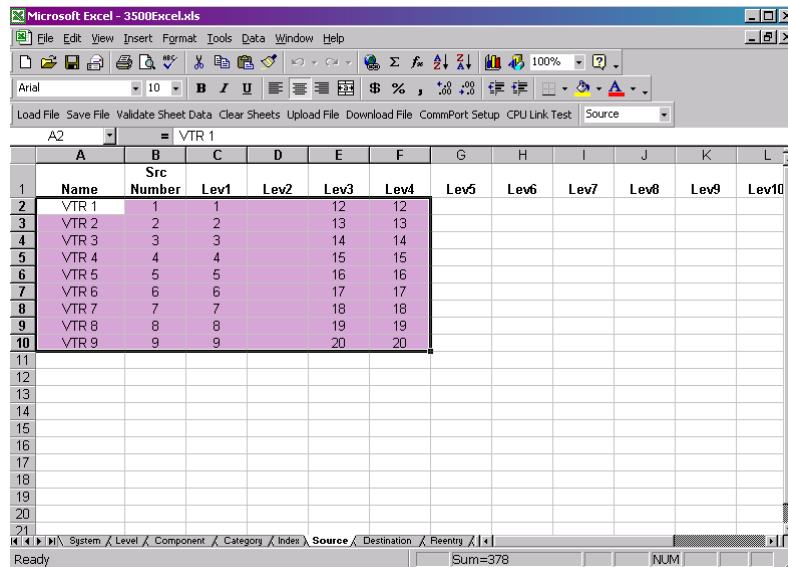 Microsoft Excel - 3500Excel.xls
File Edit View Insert Format Tools Data Window Help
100%
Arial 10 B I U $ % ,
Load File Save File Validate Sheet Data Clear Sheets Upload File Download File CommPort Setup CPU Link Test Source
A2 = VTR 1
A B C D E F G H I J K L
1 Name Src Number Lev1 Lev2 Lev3 Lev4 Lev5 Lev6 Lev7 Lev8 Lev9 Lev10
2 VTR 1 1 1 12 12
3 VTR 2 2 2 13 13
4 VTR 3 3 3 14 14
5 VTR 4 4 4 15 15
6 VTR 5 5 5 16 16
7 VTR 6 6 6 17 17
8 VTR 7 7 7 18 18
9 VTR 8 8 8 19 19
10 VTR 9 9 9 20 20
11
12
13
14
15
16
17
18
19
20
21
System Level Component Category Index Source Destination Reentry
Ready Sum=378 NUM